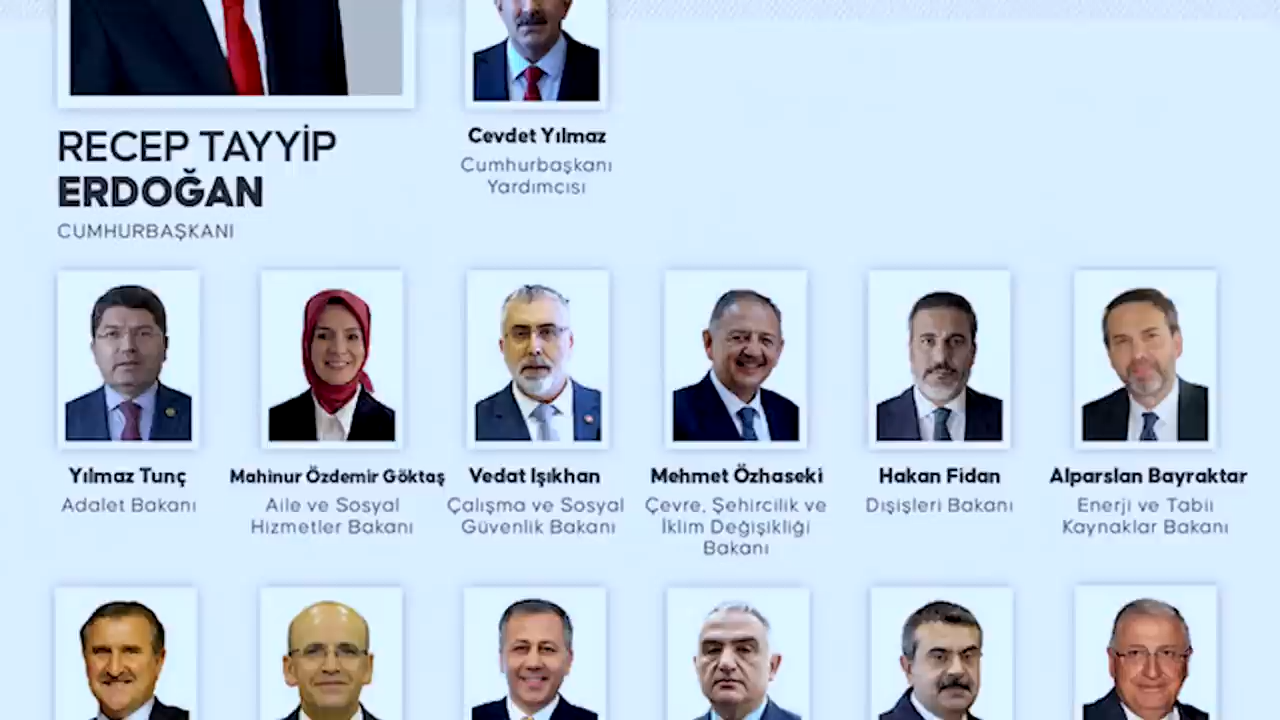 RECEP TAYYİP
ERDOĞAN
CUMHURBAŞKANI
Cevdet Yılmaz
Cumhurbaşkanı
Yardımcısı
Yılmaz Tunç
Adalet Bakanı
Mahinur Özdemir Göktaş
Aile ve Sosyal
Hizmetler Bakanı
Vedat Işıkhan
Çalışma ve Sosyal
Güvenlik Bakanı
Mehmet Özhaseki
Çevre, Şehircilik ve
İklim Değişikliği
Bakanı
Hakan Fidan
Dışişleri Bakanı
Alparslan Bayraktar
Enerji ve Tabii
Kaynaklar Bakanı